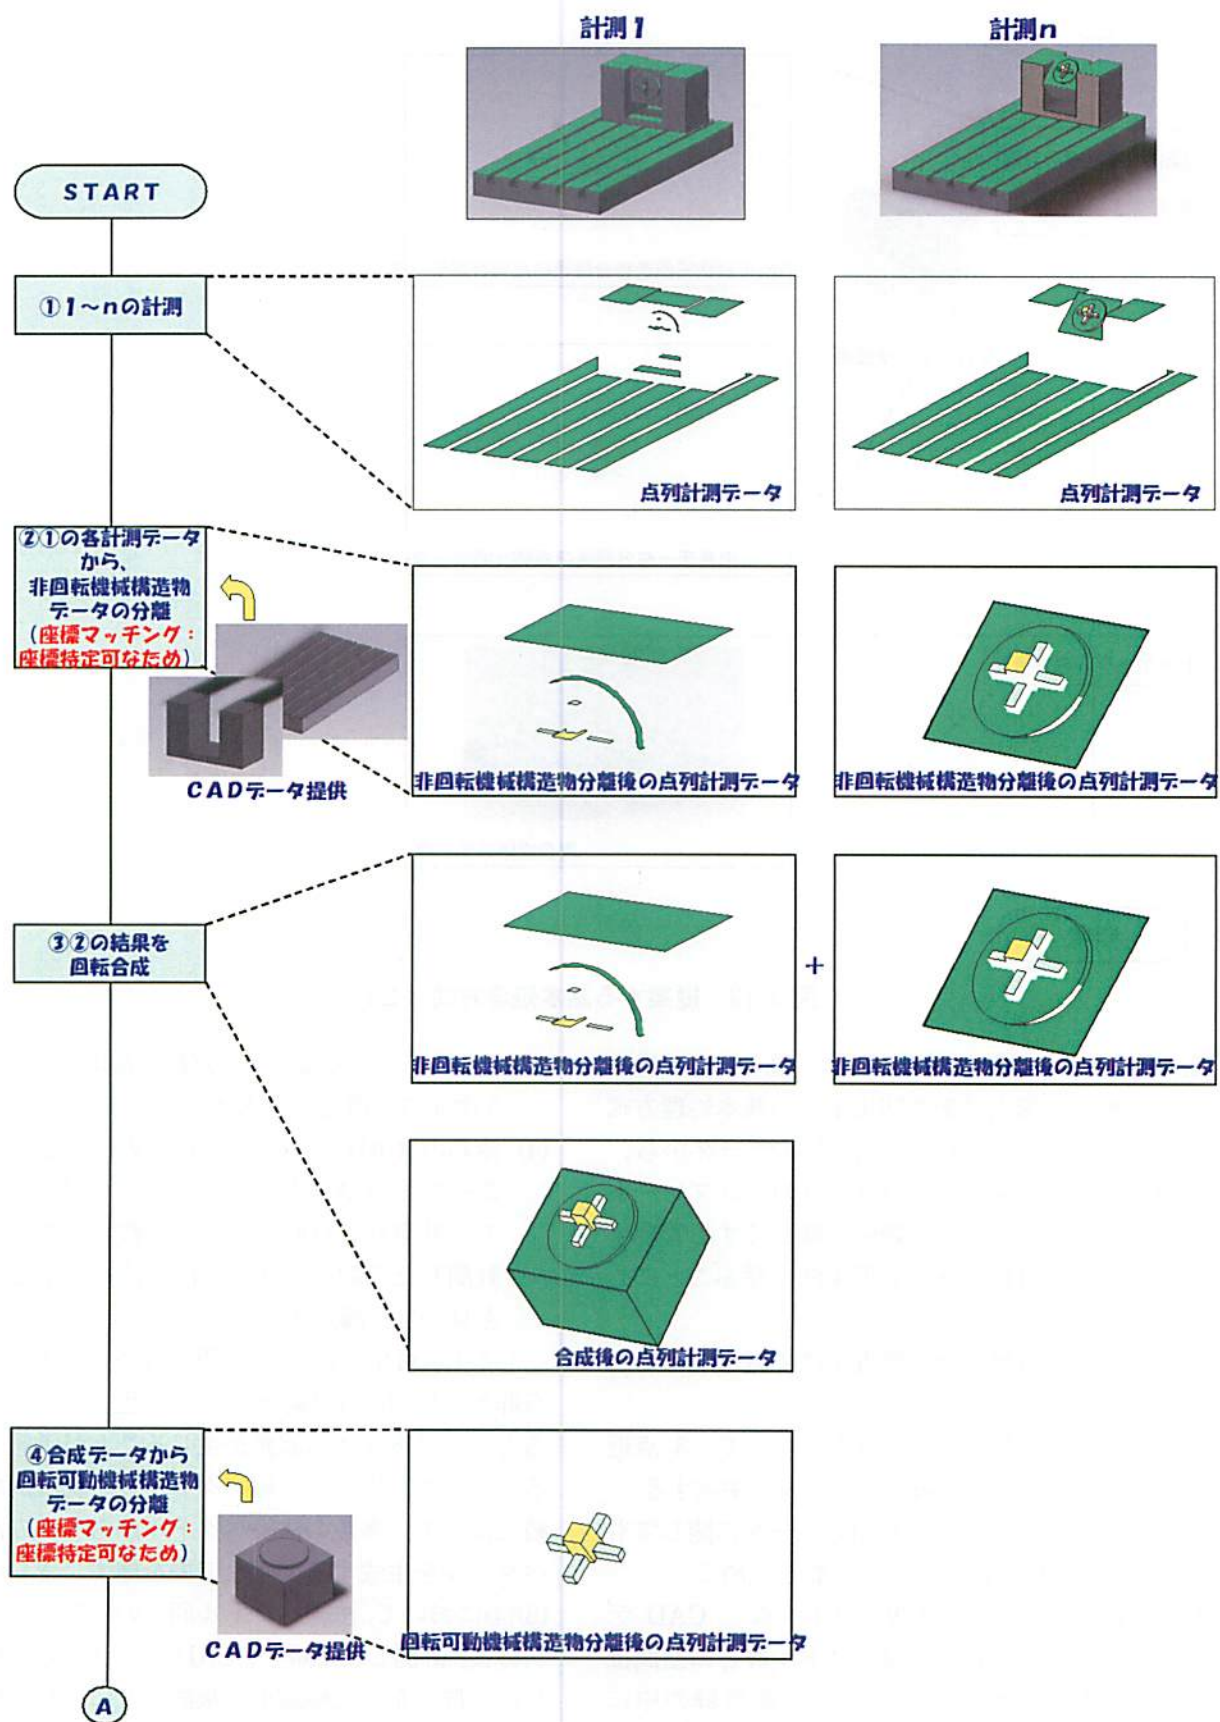 計測1
計測n
START
①1～nの計測
点列計測データ
点列計測データ
②①の各計測データ
から、
非回転機械構造物
データの分離
(座標マッチング：
座標特定可なため)
CADデータ提供
非回転機械構造物分離後の点列計測データ
非回転機械構造物分離後の点列計測データ
③②の結果を
回転合成
+
非回転機械構造物分離後の点列計測データ
非回転機械構造物分離後の点列計測データ
合成後の点列計測データ
④合成データから
回転可動機械構造物
データの分離
(座標マッチング：
座標特定可なため)
CADデータ提供
回転可動機械構造物分離後の点列計測データ
A